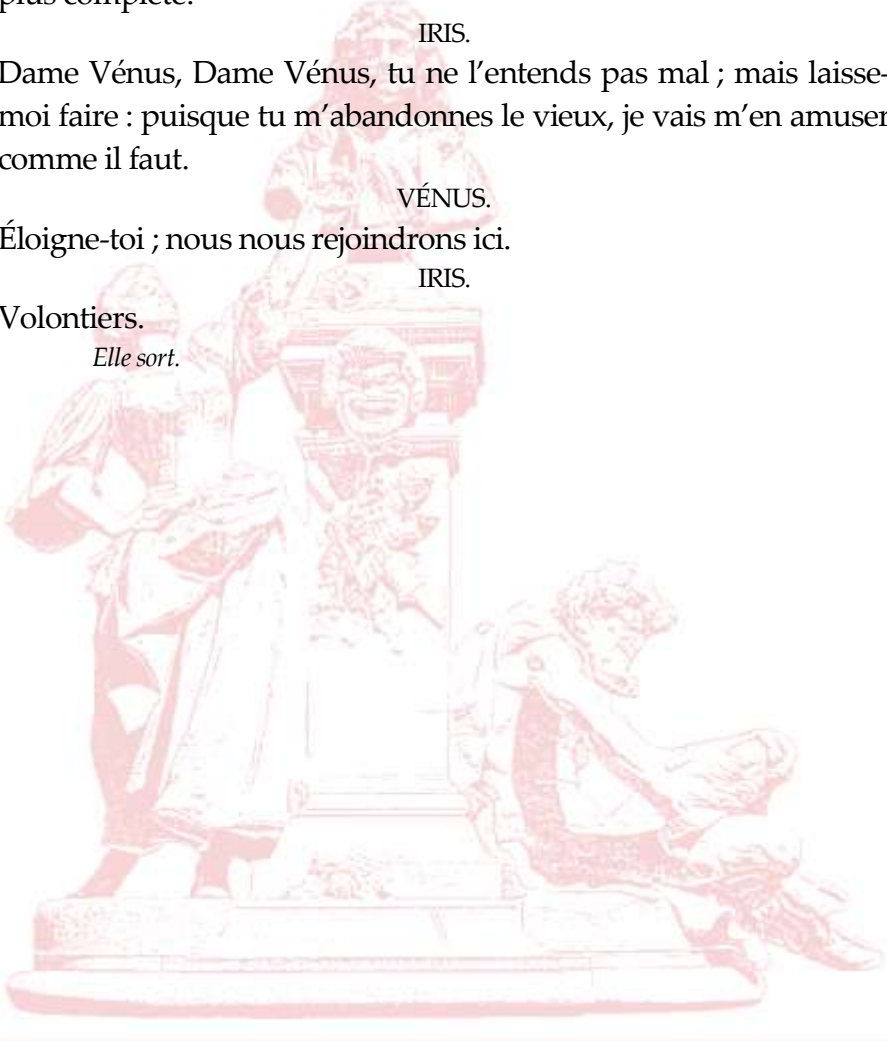 plus complète.
IRIS.
Dame Vénus, Dame Vénus, tu ne l’entends pas mal ; mais laisse-
moi faire : puisque tu m’abandonnes le vieux, je vais m’en amuser
comme il faut.
VÉNUS.
Éloigne-toi ; nous nous rejoindrons ici.
IRIS.
Volontiers.
Elle sort.